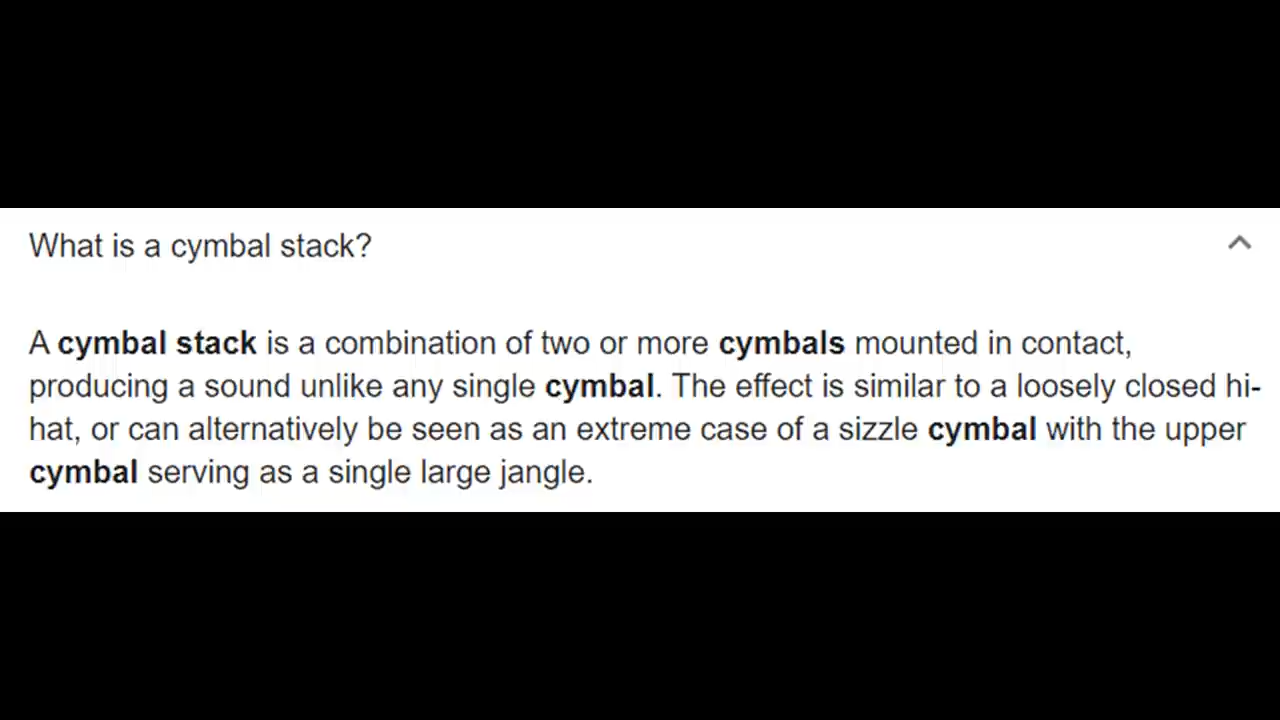 What is a cymbal stack?
A cymbal stack is a combination of two or more cymbals mounted in contact,
producing a sound unlike any single cymbal. The effect is similar to a loosely closed hi-
hat, or can alternatively be seen as an extreme case of a sizzle cymbal with the upper
cymbal serving as a single large jangle.